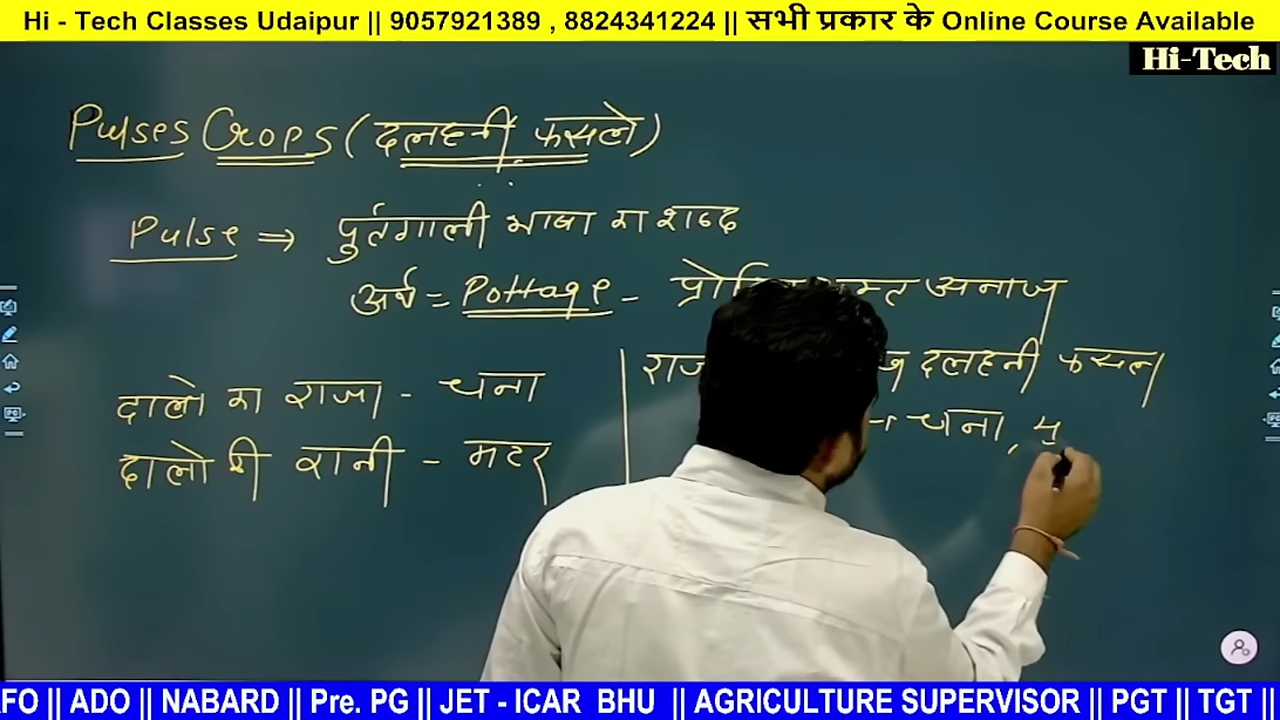 Hi - Tech Classes Udaipur || 9057921389 , 8824341224 || सभी प्रकार के Online Course Available
Hi-Tech
Pulses Crops (दलहनी फसले)
Pulse ⇒ पुर्तगाली भाषा का शब्द
अर्थ = Pottage - अनाज
दालो का राजा - चना
दालो की रानी - मटर
दलहनी फसल
चना, मु
FO || ADO || NABARD || Pre. PG || JET - ICAR BHU || AGRICULTURE SUPERVISOR || PGT || TGT ||